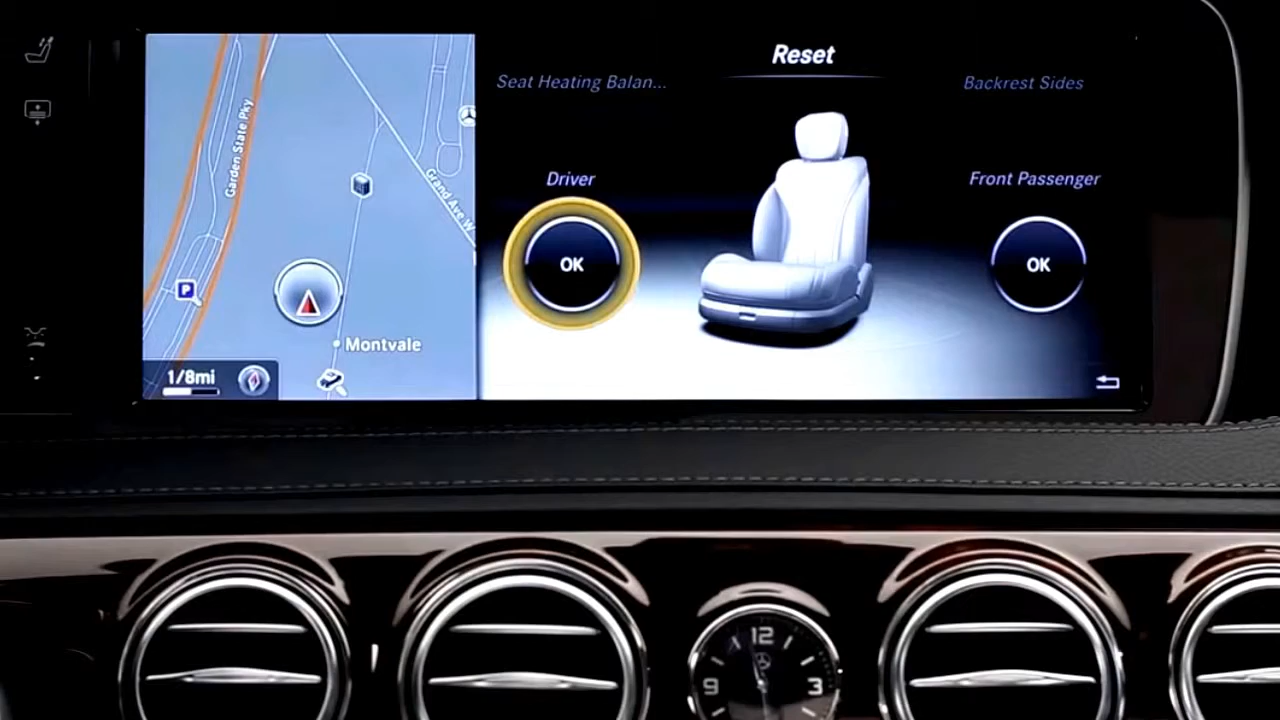 Reset
Seat Heating Balan...
Backrest Sides
Garden State Pky
Grand Ave W
Driver
Front Passenger
OK
OK
P
Montvale
1/8mi
12
9
3